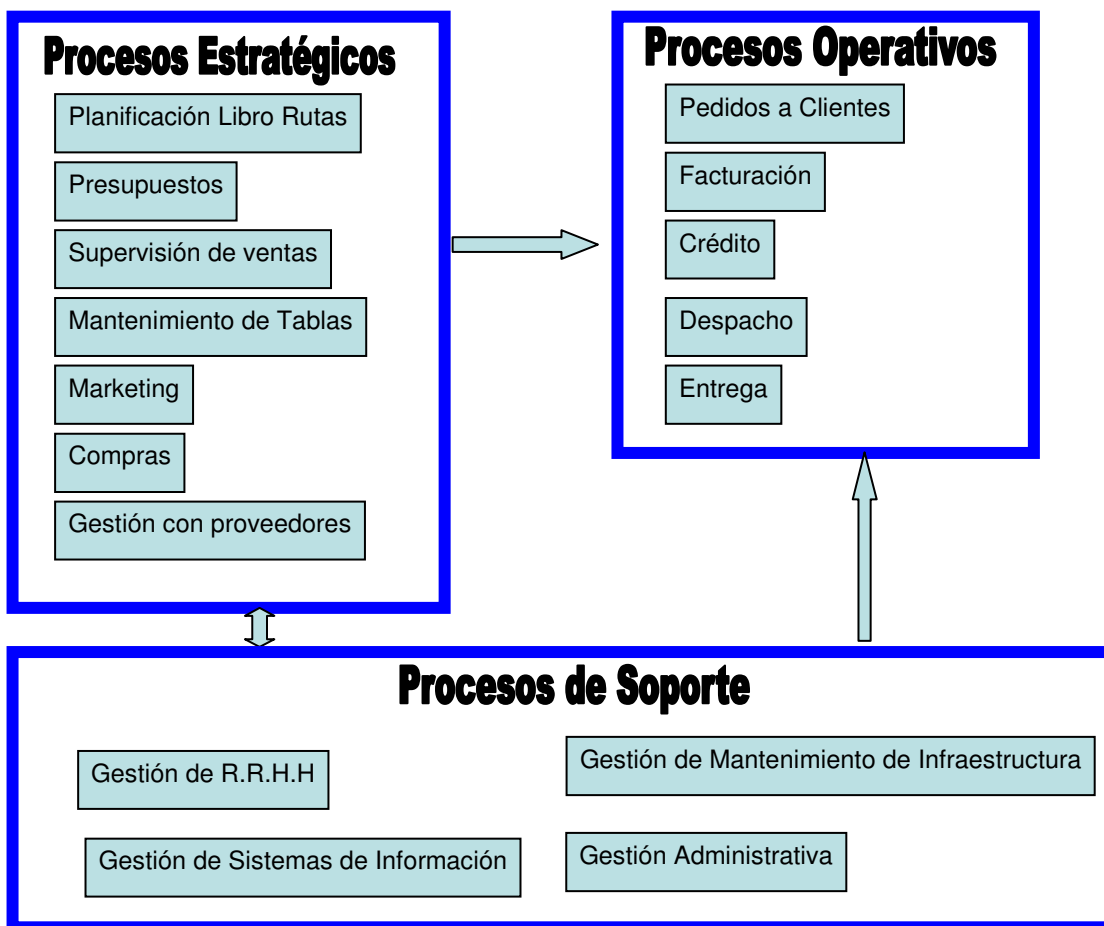 Procesos Estratégicos
Planificación Libro Rutas
Presupuestos
Supervisión de ventas
Mantenimiento de Tablas
Marketing
Compras
Gestión con proveedores
Procesos Operativos
Pedidos a Clientes
Facturación
Crédito
Despacho
Entrega
Procesos de Soporte
Gestión de R.R.H.H
Gestión de Mantenimiento de Infraestructura
Gestión de Sistemas de Información
Gestión Administrativa